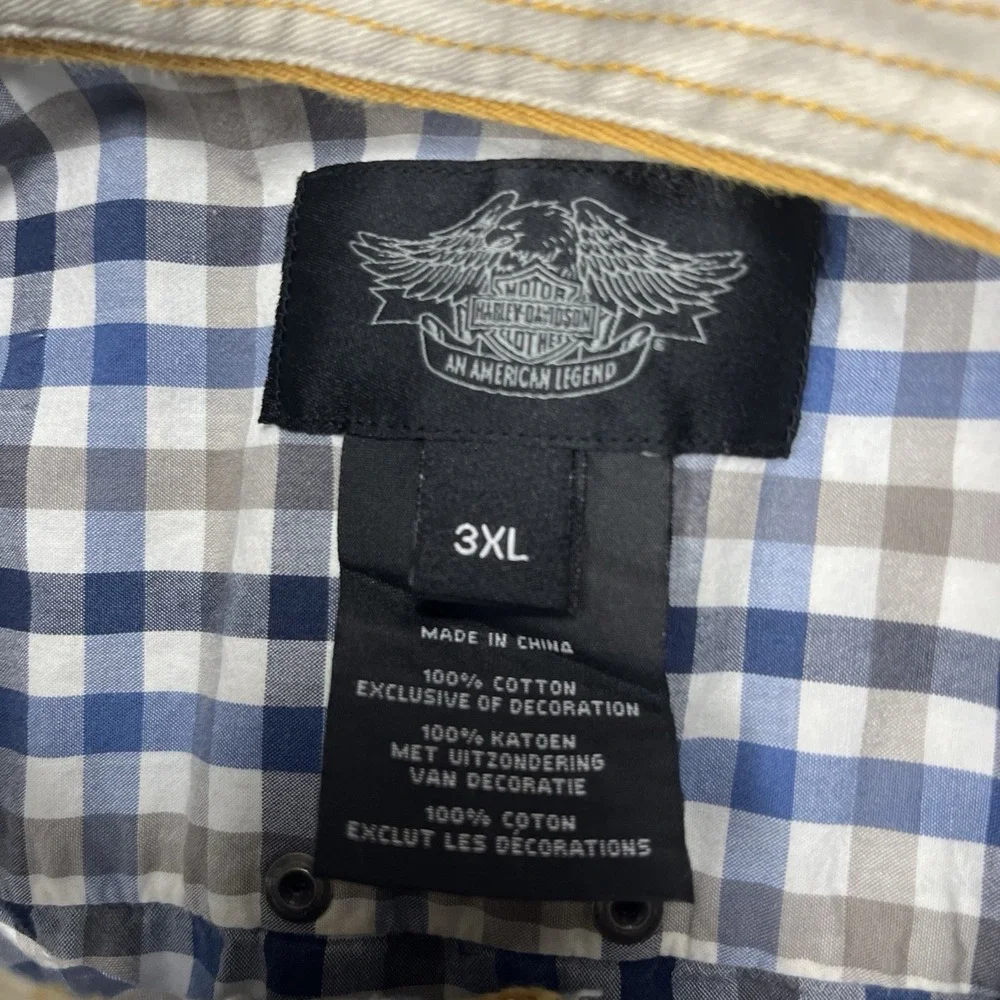 MOTOR
HARLEY-DAVIDSON
CLOTHES
AN AMERICAN LEGEND
3XL
MADE IN CHINA
100% COTTON
EXCLUSIVE OF DECORATION
100% KATOEN
MET UITZONDERING
VAN DECORATIE
100% COTON
EXCLUT LES DÉCORATIONS